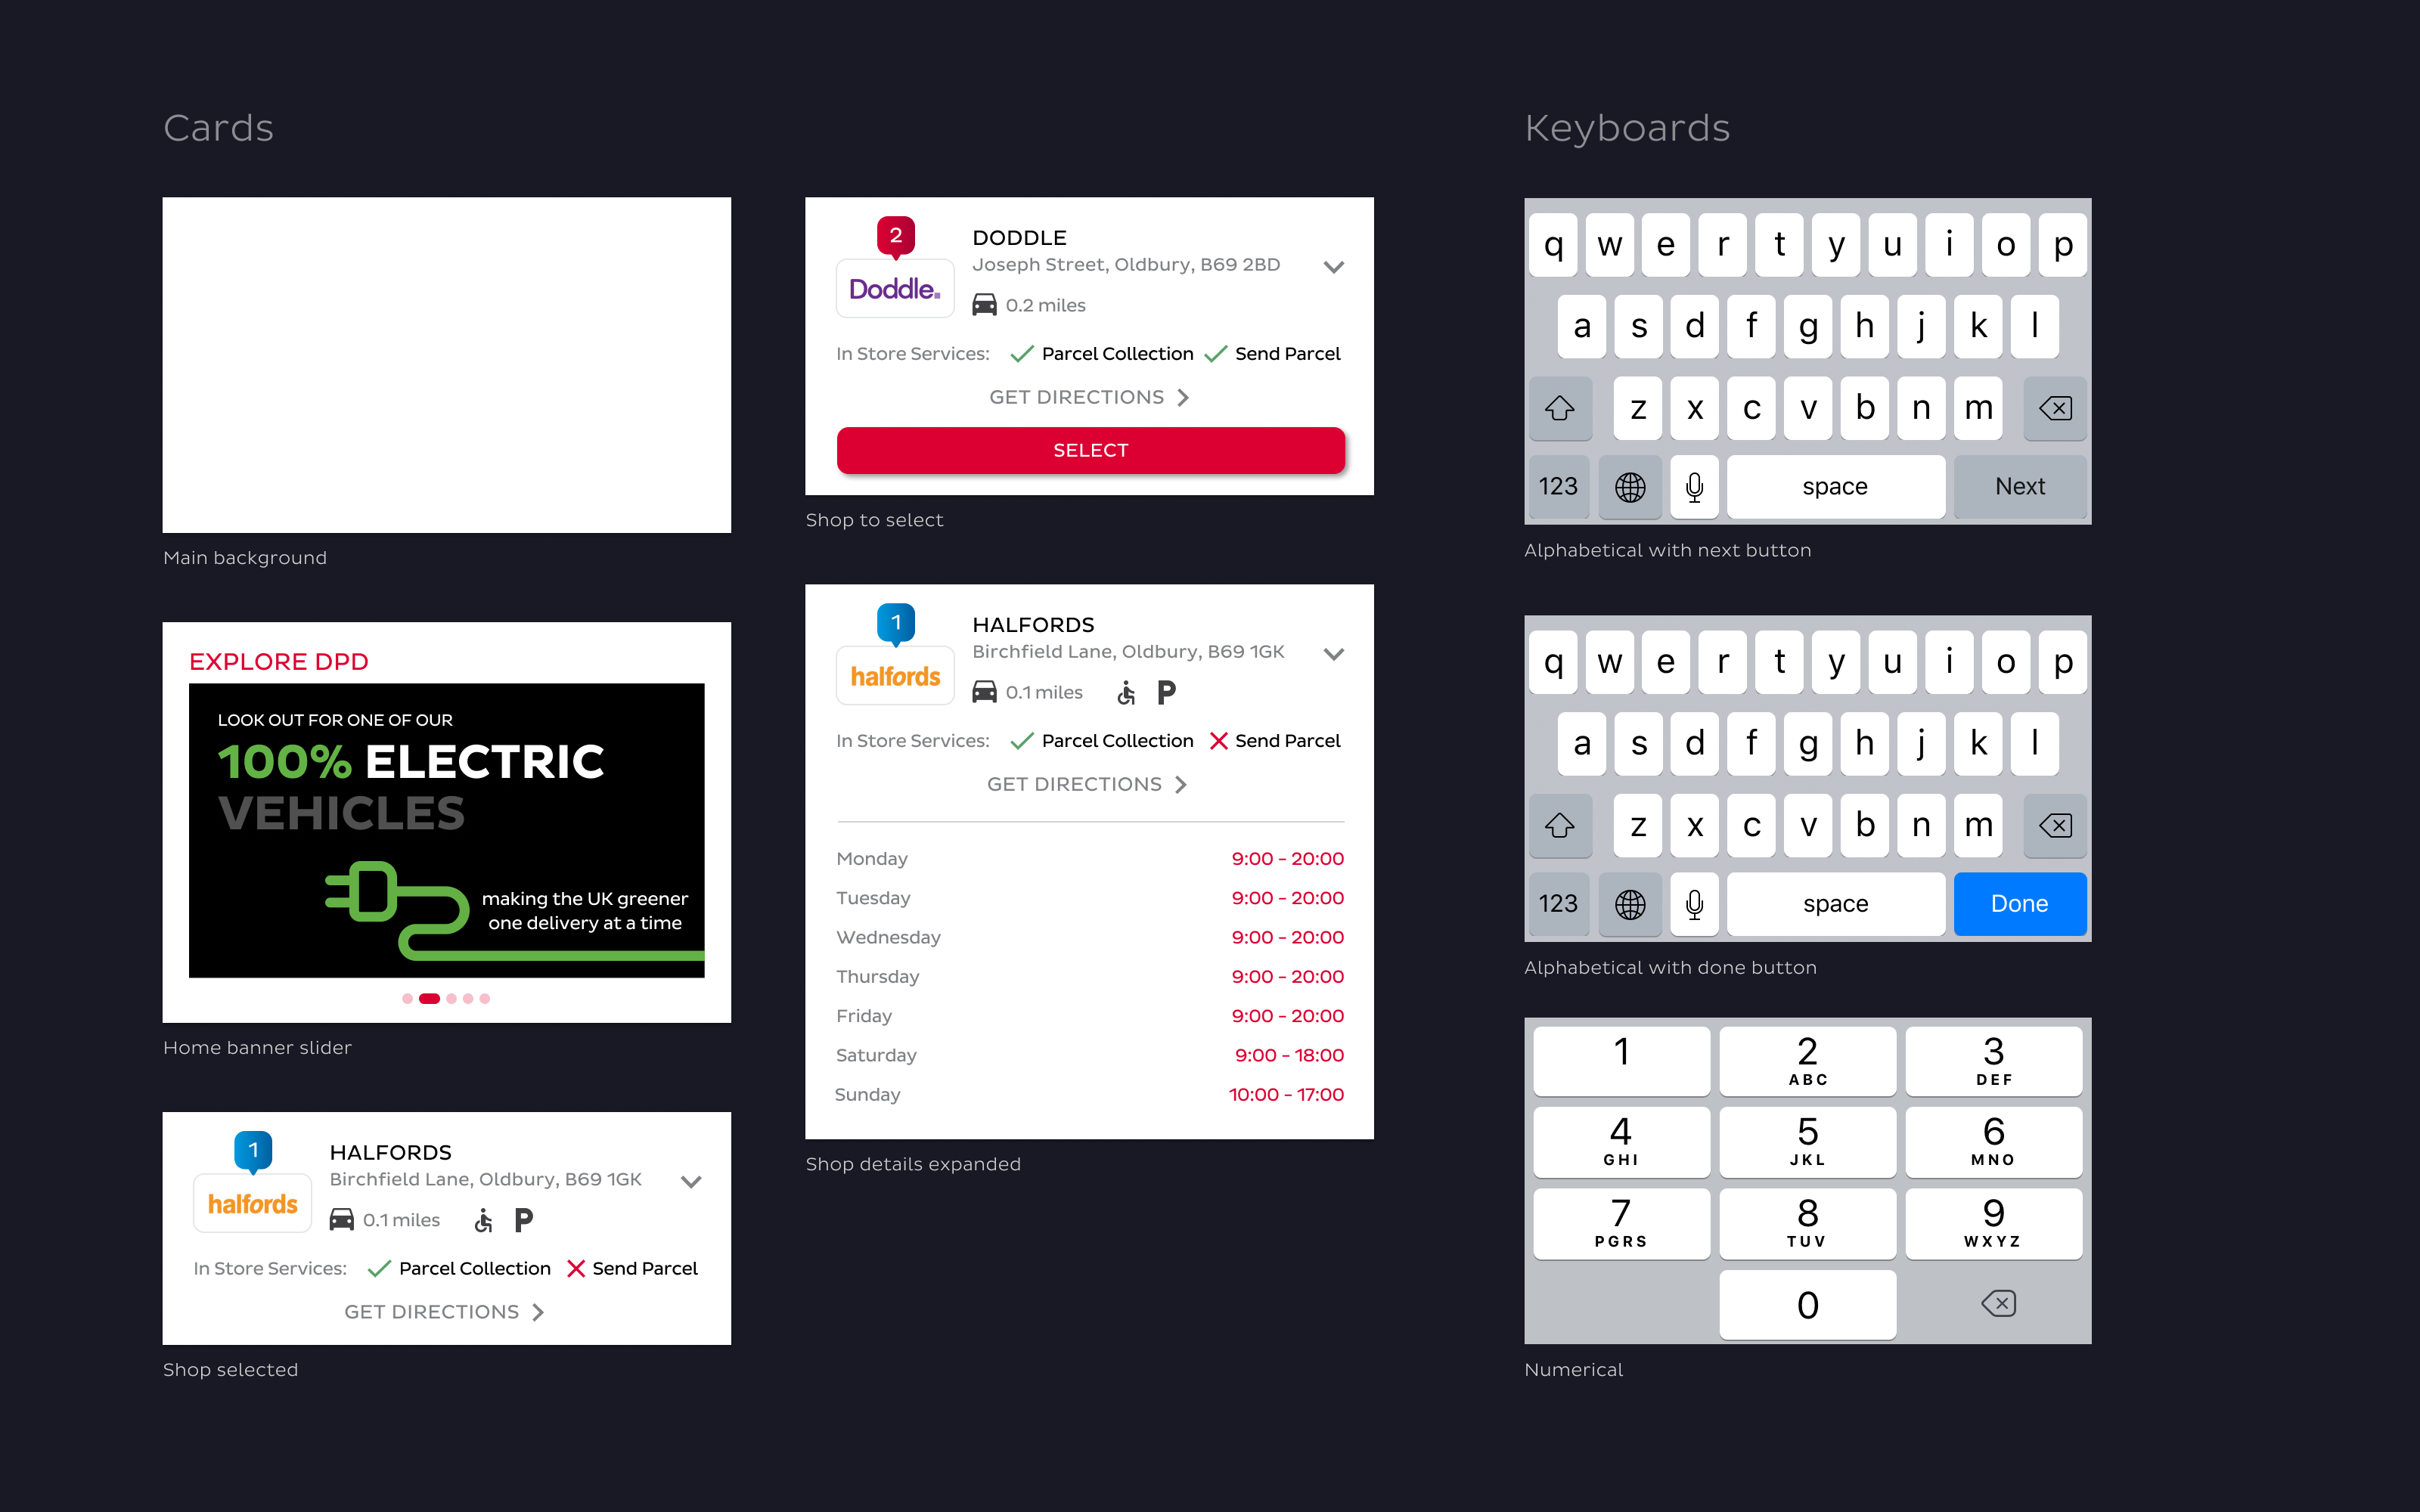 Cards
Main background
EXPLORE DPD
LOOK OUT FOR ONE OF OUR
100% ELECTRIC
VEHICLES
making the UK greener
one delivery at a time
Home banner slider
1
halfords
HALFORDS
Birchfield Lane, Oldbury, B69 1GK
0.1 miles P
In Store Services: Parcel Collection Send Parcel
GET DIRECTIONS
Shop selected
2
Doddle.
DODDLE
Joseph Street, Oldbury, B69 2BD
0.2 miles
In Store Services: Parcel Collection Send Parcel
GET DIRECTIONS
SELECT
Shop to select
1
halfords
HALFORDS
Birchfield Lane, Oldbury, B69 1GK
0.1 miles P
In Store Services: Parcel Collection Send Parcel
GET DIRECTIONS
Monday 9:00 - 20:00
Tuesday 9:00 - 20:00
Wednesday 9:00 - 20:00
Thursday 9:00 - 20:00
Friday 9:00 - 20:00
Saturday 9:00 - 18:00
Sunday 10:00 - 17:00
Shop details expanded
Keyboards
q w e r t y u i o p
a s d f g h j k l
z x c v b n m
123 space Next
Alphabetical with next button
q w e r t y u i o p
a s d f g h j k l
z x c v b n m
123 space Done
Alphabetical with done button
1 2 3
ABC DEF
4 5 6
GHI JKL MNO
7 8 9
PGRS TUV WXYZ
0
Numerical